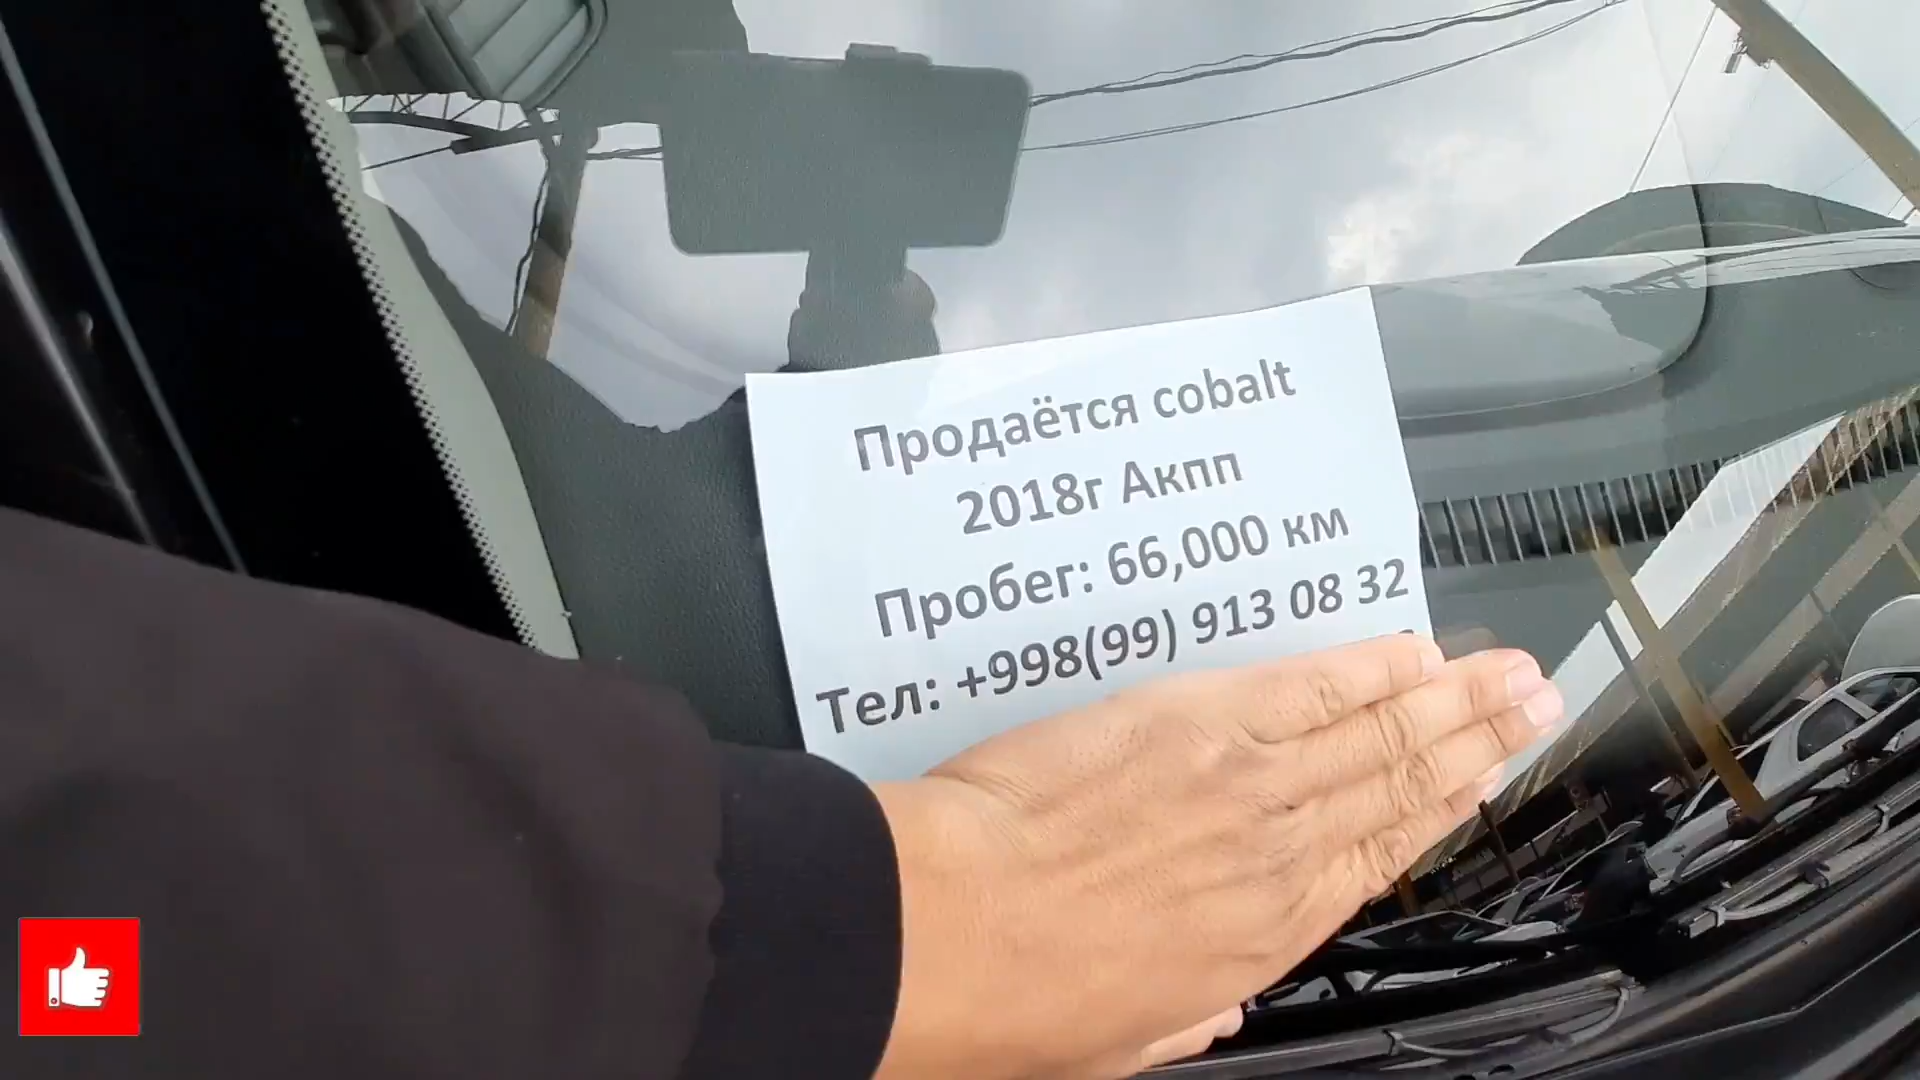 Продаётся cobalt
2018г Акпп
Пробег: 66,000 км
Тел: +998(99) 913 08 32